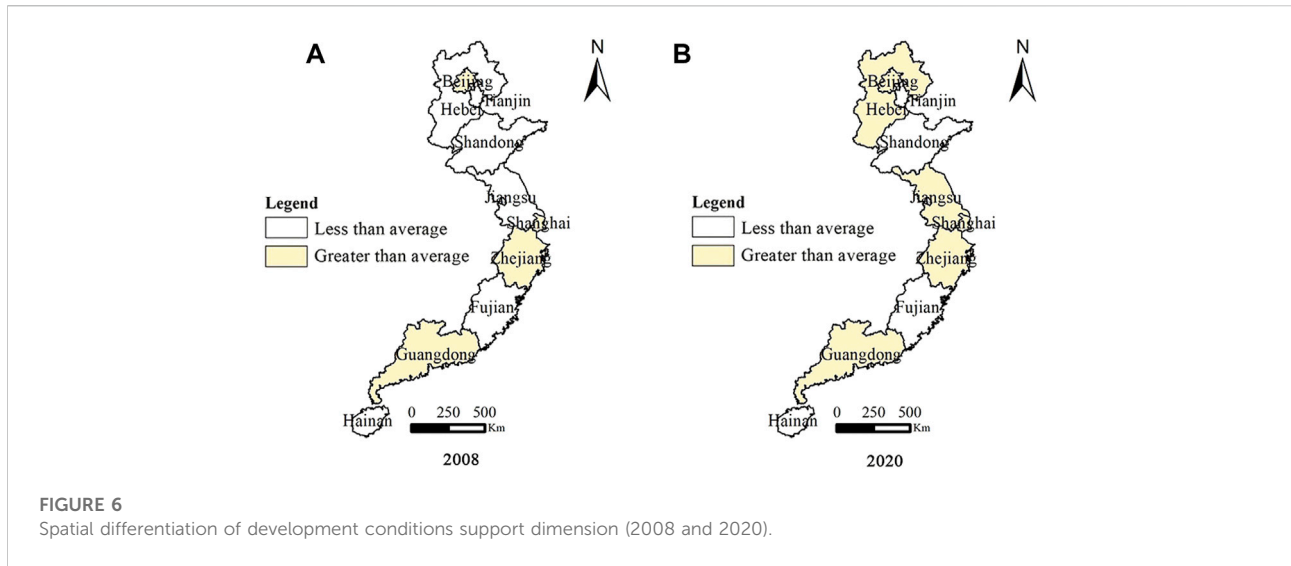 A
N
Beijing
Tianjin
Hebei
Shandong
Jiangsu
Shanghai
Zhejiang
Fujian
Guangdong
Hainan
Legend
Less than average
Greater than average
0 250 500
Km
2008
B
N
Beijing
Tianjin
Hebei
Shandong
Jiangsu
Shanghai
Zhejiang
Fujian
Guangdong
Hainan
Legend
Less than average
Greater than average
0 250 500
Km
2020
FIGURE 6
Spatial differentiation of development conditions support dimension (2008 and 2020).